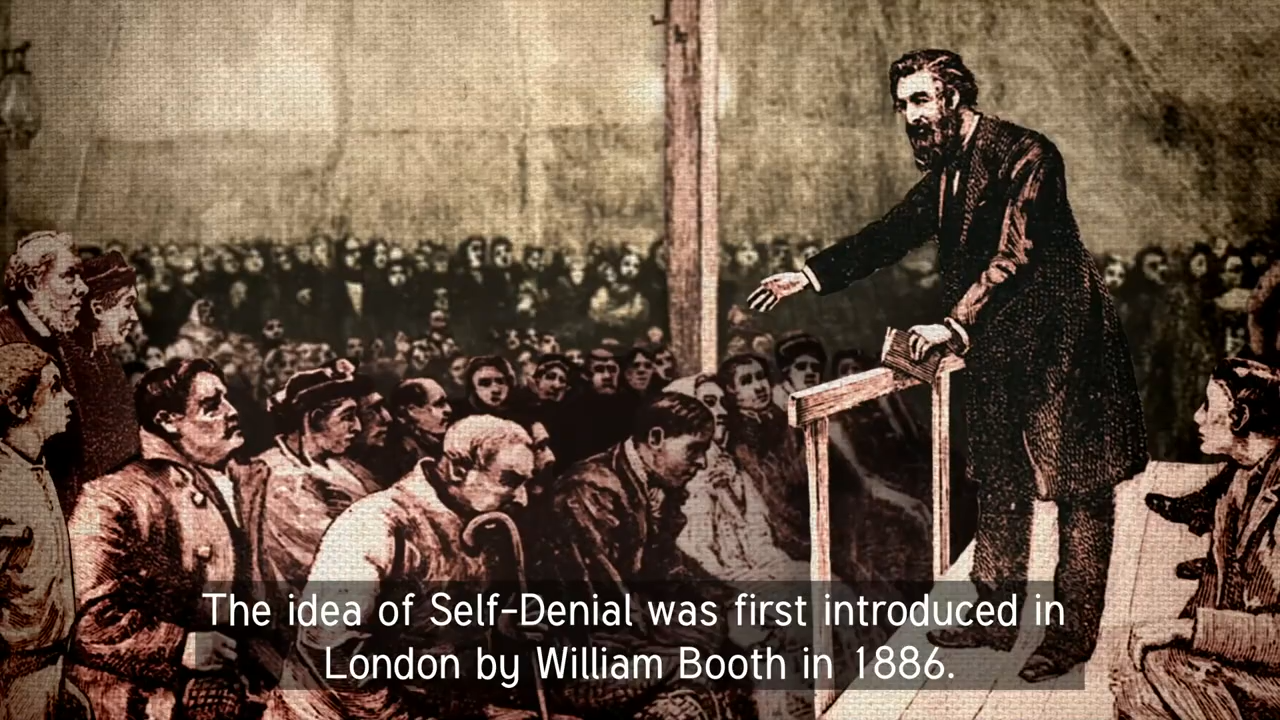 The idea of Self-Denial was first introduced in
London by William Booth in 1886.